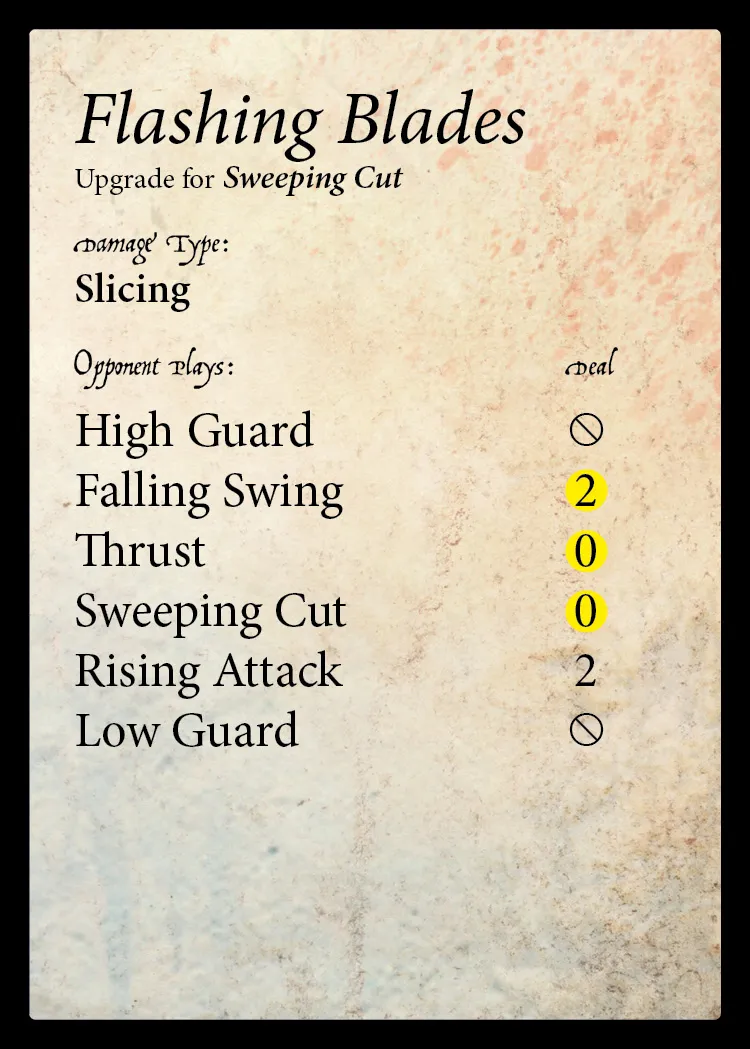 Flashing Blades
Upgrade for Sweeping Cut
Damage Type:
Slicing
Opponent Plays: Deal
High Guard 🛇
Falling Swing 2
Thrust 0
Sweeping Cut 0
Rising Attack 2
Low Guard 🛇